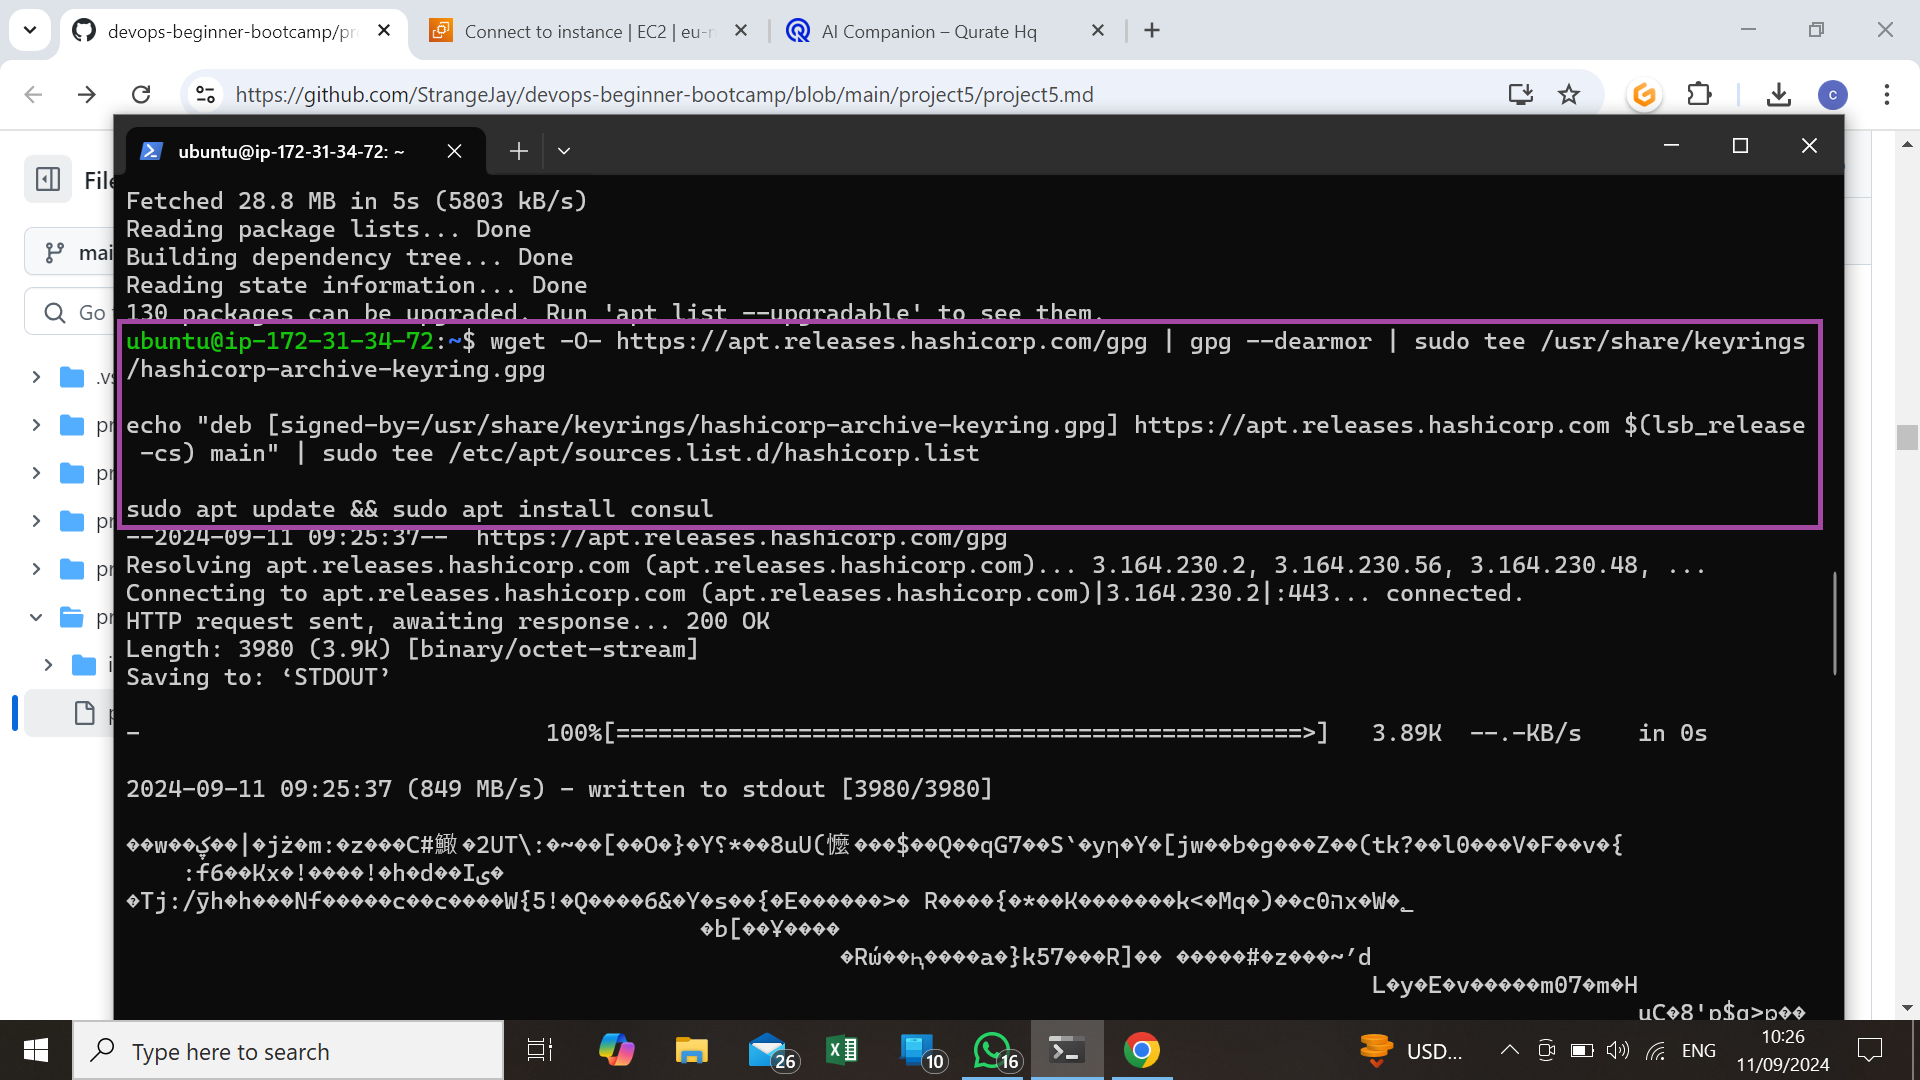 devops-beginner-bootcamp/pr
Connect to instance | EC2 | eu-n
AI Companion – Qurate Hq
https://github.com/StrangeJay/devops-beginner-bootcamp/blob/main/project5/project5.md
c
ubuntu@ip-172-31-34-72: ~
File
mai
Go
.vs
pr
pr
pr
pr
pr
i
p
Fetched 28.8 MB in 5s (5803 kB/s)
Reading package lists... Done
Building dependency tree... Done
Reading state information... Done
130 packages can be upgraded. Run 'apt list --upgradable' to see them.
ubuntu@ip-172-31-34-72:~$ wget -O- https://apt.releases.hashicorp.com/gpg | gpg --dearmor | sudo tee /usr/share/keyrings
/hashicorp-archive-keyring.gpg
echo "deb [signed-by=/usr/share/keyrings/hashicorp-archive-keyring.gpg] https://apt.releases.hashicorp.com $(lsb_release
-cs) main" | sudo tee /etc/apt/sources.list.d/hashicorp.list
sudo apt update && sudo apt install consul
--2024-09-11 09:25:37--  https://apt.releases.hashicorp.com/gpg
Resolving apt.releases.hashicorp.com (apt.releases.hashicorp.com)... 3.164.230.2, 3.164.230.56, 3.164.230.48, ...
Connecting to apt.releases.hashicorp.com (apt.releases.hashicorp.com)|3.164.230.2|:443... connected.
HTTP request sent, awaiting response... 200 OK
Length: 3980 (3.9K) [binary/octet-stream]
Saving to: ‘STDOUT’
- 100%[=================================================>] 3.89K --.-KB/s in 0s
2024-09-11 09:25:37 (849 MB/s) - written to stdout [3980/3980]
Type here to search
26
10
16
USD...
ENG
10:26
11/09/2024